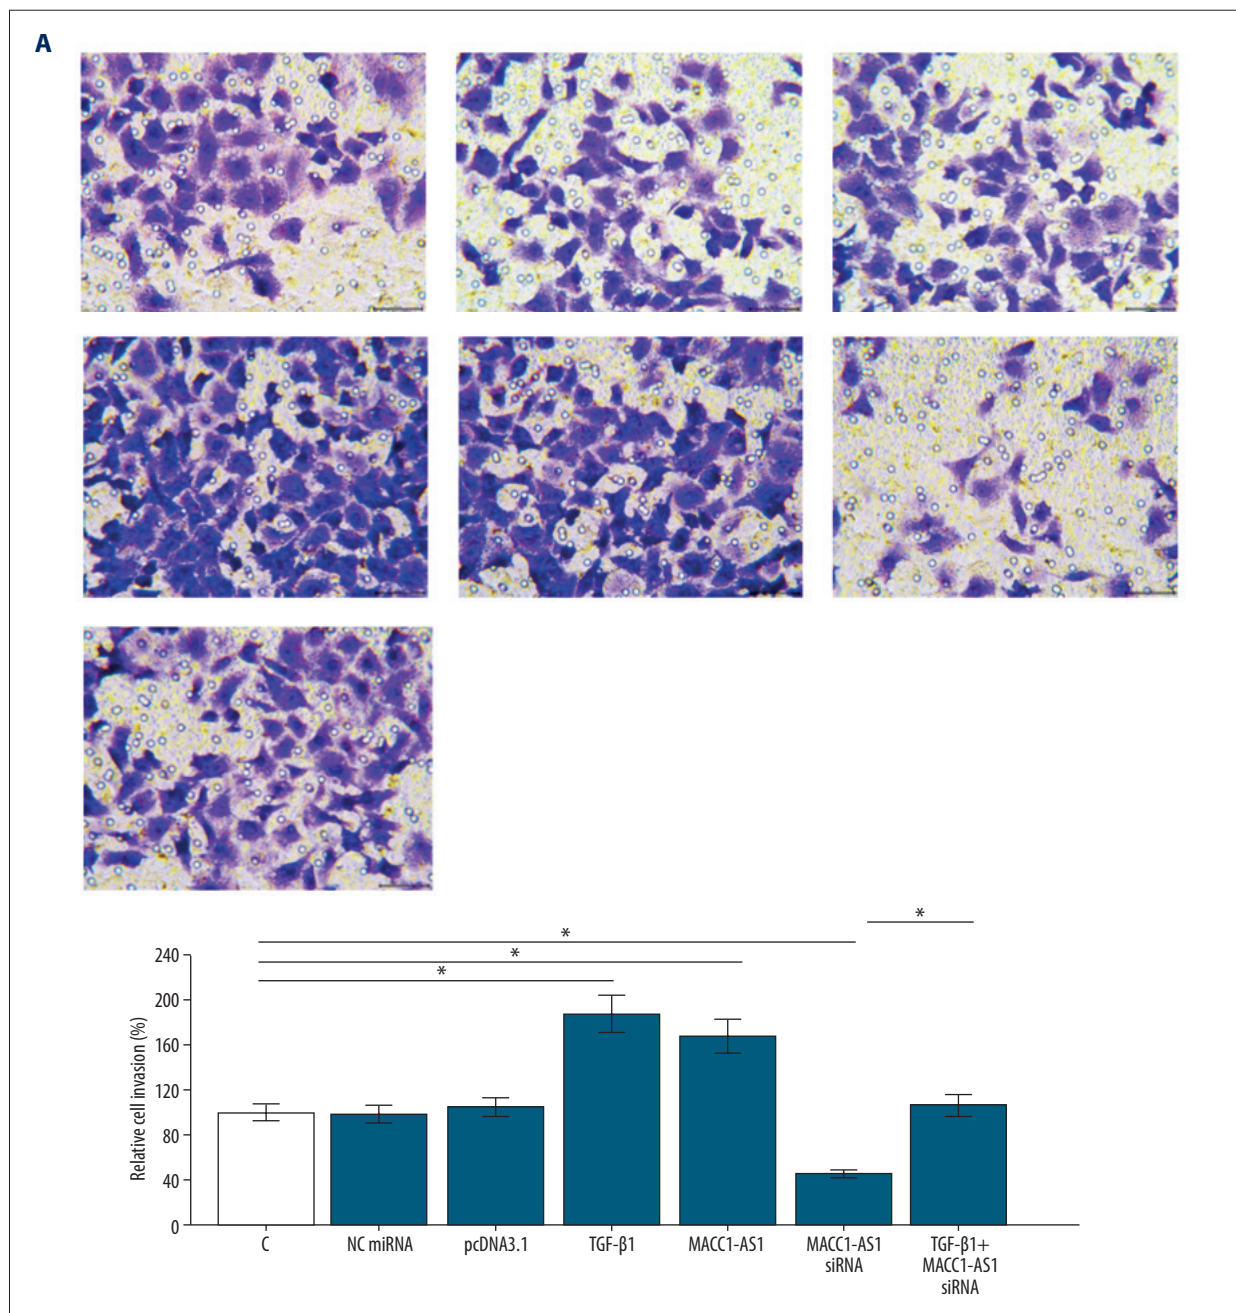 A
*
*
*
*
240
200
160
120
80
40
0
Relative cell invasion (%)
C
NC miRNA
pcDNA3.1
TGF-β1
MACC1-AS1
MACC1-AS1
siRNA
TGF-β1+
MACC1-AS1
siRNA